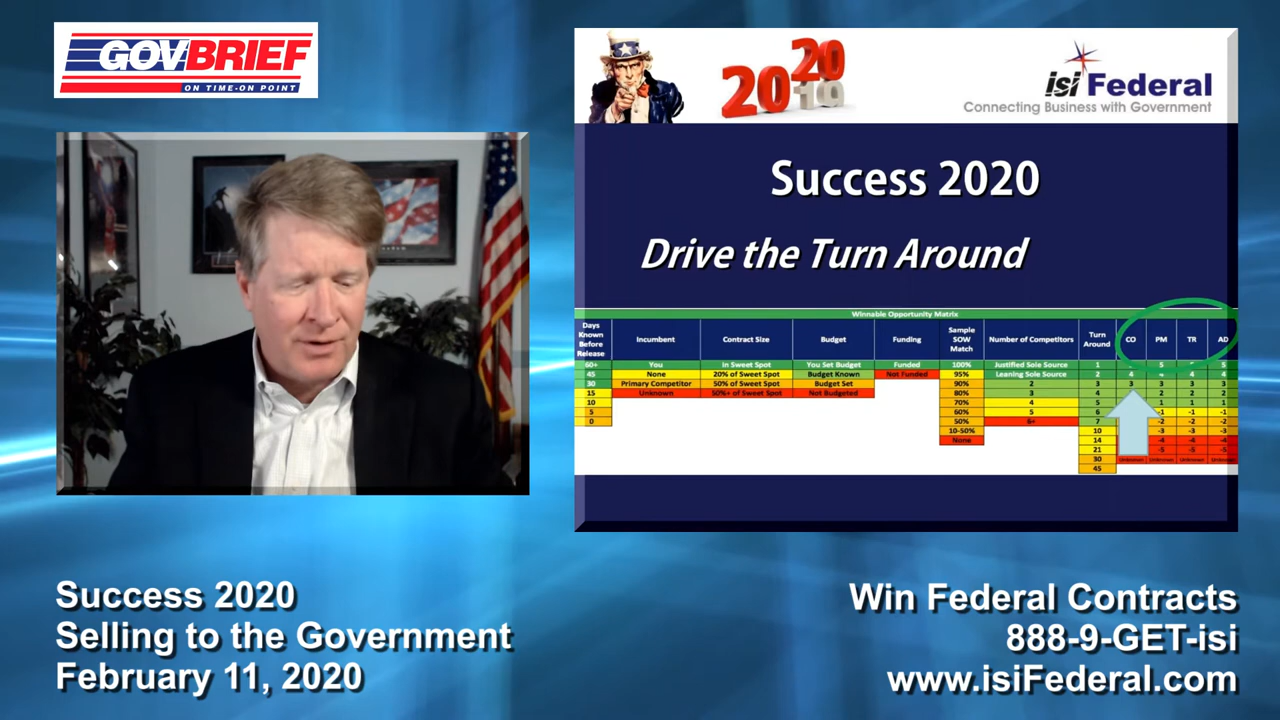 GOVBRIEF
ON TIME-ON POINT
2020
19
isi Federal
Connecting Business with Government
Success 2020
Drive the Turn Around
Winnable Opportunity Matrix
Days Known Before Release Incumbent Contract Size Budget Funding Sample SOW Match Number of Competitors Turn Around CO PM TR AD
60+ You In Sweet Spot You Set Budget Funded 100% Justified Sole Source 1 5 5
45 None 20% of Sweet Spot Budget Known Not Funded 95% Leaning Sole Source 2 4 4 4 4
30 Primary Competitor 50% of Sweet Spot Budget Set 90% 2 3 3 3 3 3
15 Unknown 50%+ of Sweet Spot Not Budgeted 80% 3 4 2 2 2
10 70% 4 5 1 1 1
5 60% 5 6 -1 -1 -1
0 50% 6+ 7 -2 -2 -2
10-50% 10 -3 -3 -3
None 14 -4 -4 -4
21 -5 -5 -5
30 Unknown Unknown Unknown
45
Success 2020
Selling to the Government
February 11, 2020
Win Federal Contracts
888-9-GET-isi
www.isiFederal.com